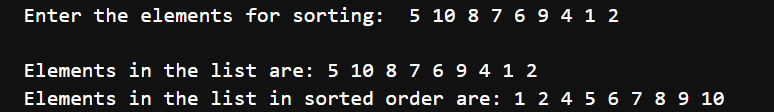 Enter the elements for sorting:  5 10 8 7 6 9 4 1 2
Elements in the list are: 5 10 8 7 6 9 4 1 2
Elements in the list in sorted order are: 1 2 4 5 6 7 8 9 10